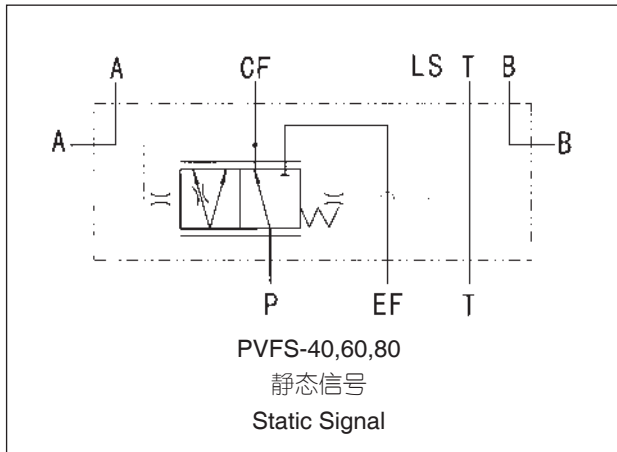 A CF LS T B
A B
P EF T
PVFS-40,60,80
静态信号
Static Signal